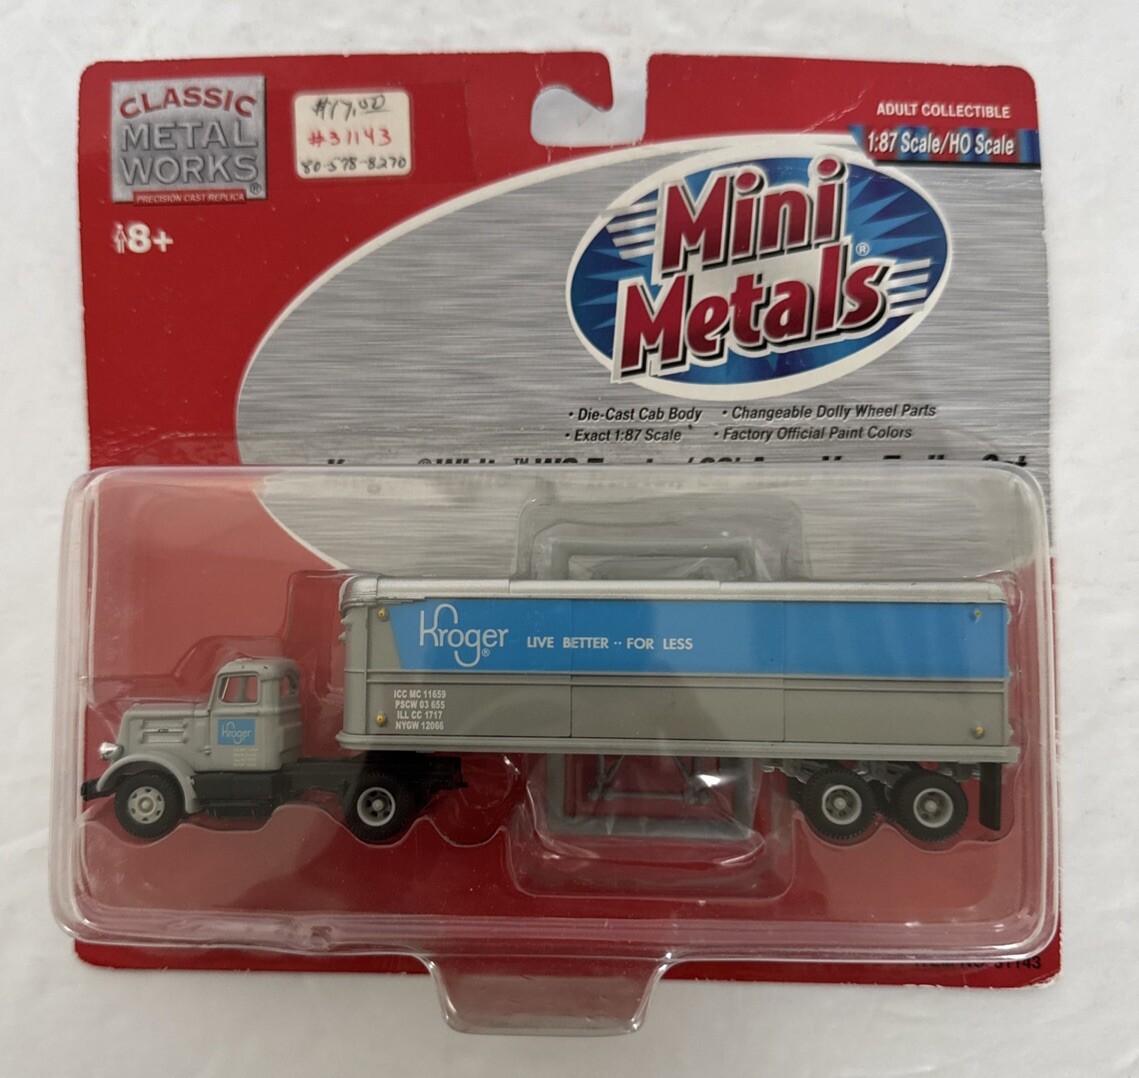 CLASSIC
METAL
WORKS®
PRECISION CAST REPLICA
8+
#17.00
#31143
80-578-8270
ADULT COLLECTIBLE
1:87 Scale/HO Scale
Mini
Metals®
• Die-Cast Cab Body • Changeable Dolly Wheel Parts
• Exact 1:87 Scale • Factory Official Paint Colors
Kroger® LIVE BETTER ·· FOR LESS
ICC MC 11659
PSCW 03 655
ILL CC 1717
NYGW 12066
Kroger
31143